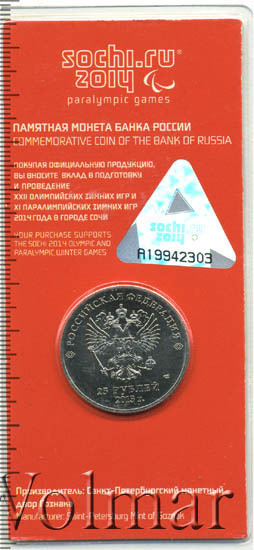 sochi.ru
2014
paralympic games
ПАМЯТНАЯ МОНЕТА БАНКА РОССИИ
COMMEMORATIVE COIN OF THE BANK OF RUSSIA
ПОКУПАЯ ОФИЦИАЛЬНУЮ ПРОДУКЦИЮ,
ВЫ ВНОСИТЕ ВКЛАД В ПОДГОТОВКУ
И ПРОВЕДЕНИЕ
XXII ОЛИМПИЙСКИХ ЗИМНИХ ИГР И
XI ПАРАЛИМПИЙСКИХ ЗИМНИХ ИГР
2014 ГОДА В ГОРОДЕ СОЧИ
YOUR PURCHASE SUPPORTS
THE SOCHI 2014 OLYMPIC AND
PARALYMPIC WINTER GAMES
sochi.ru
2014
A19942303
РОССИЙСКАЯ ФЕДЕРАЦИЯ
25 РУБЛЕЙ
2013 г.
Volmar
Производитель: Санкт-Петербургский монетный
двор Гознака
Manufacturer: Saint-Petersburg Mint of Goznak